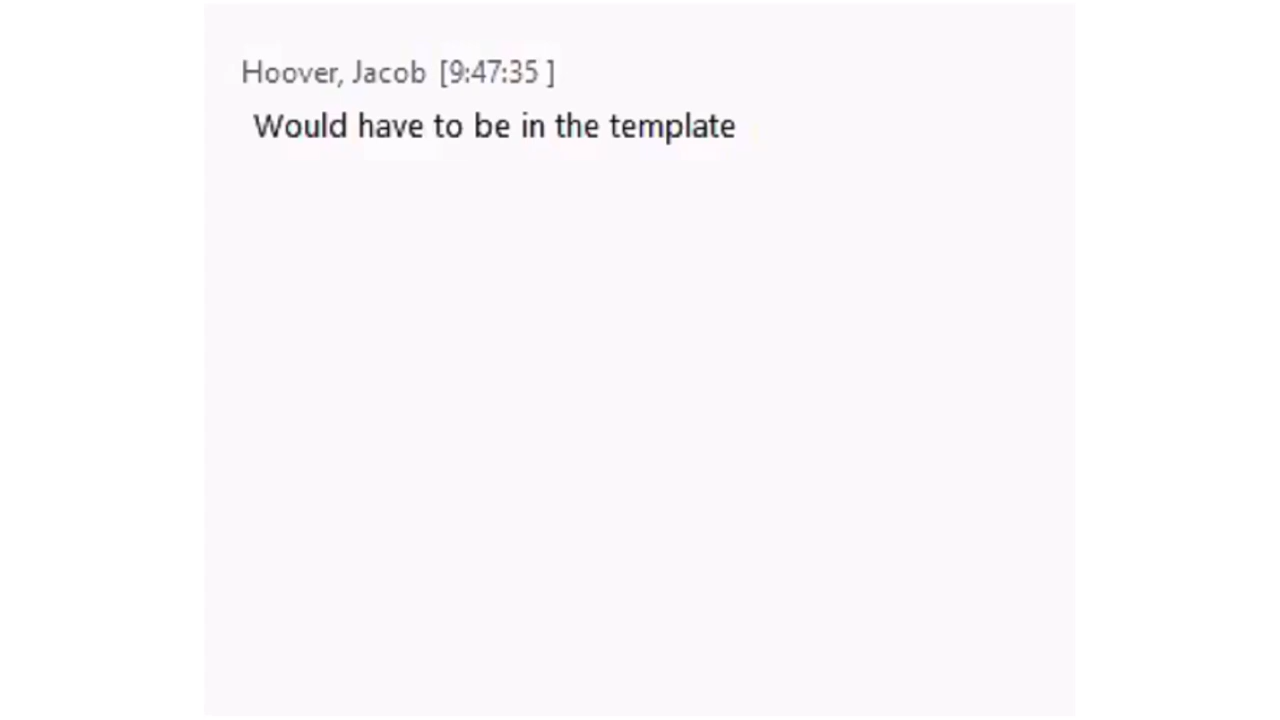 Hoover, Jacob [9:47:35 ]
Would have to be in the template